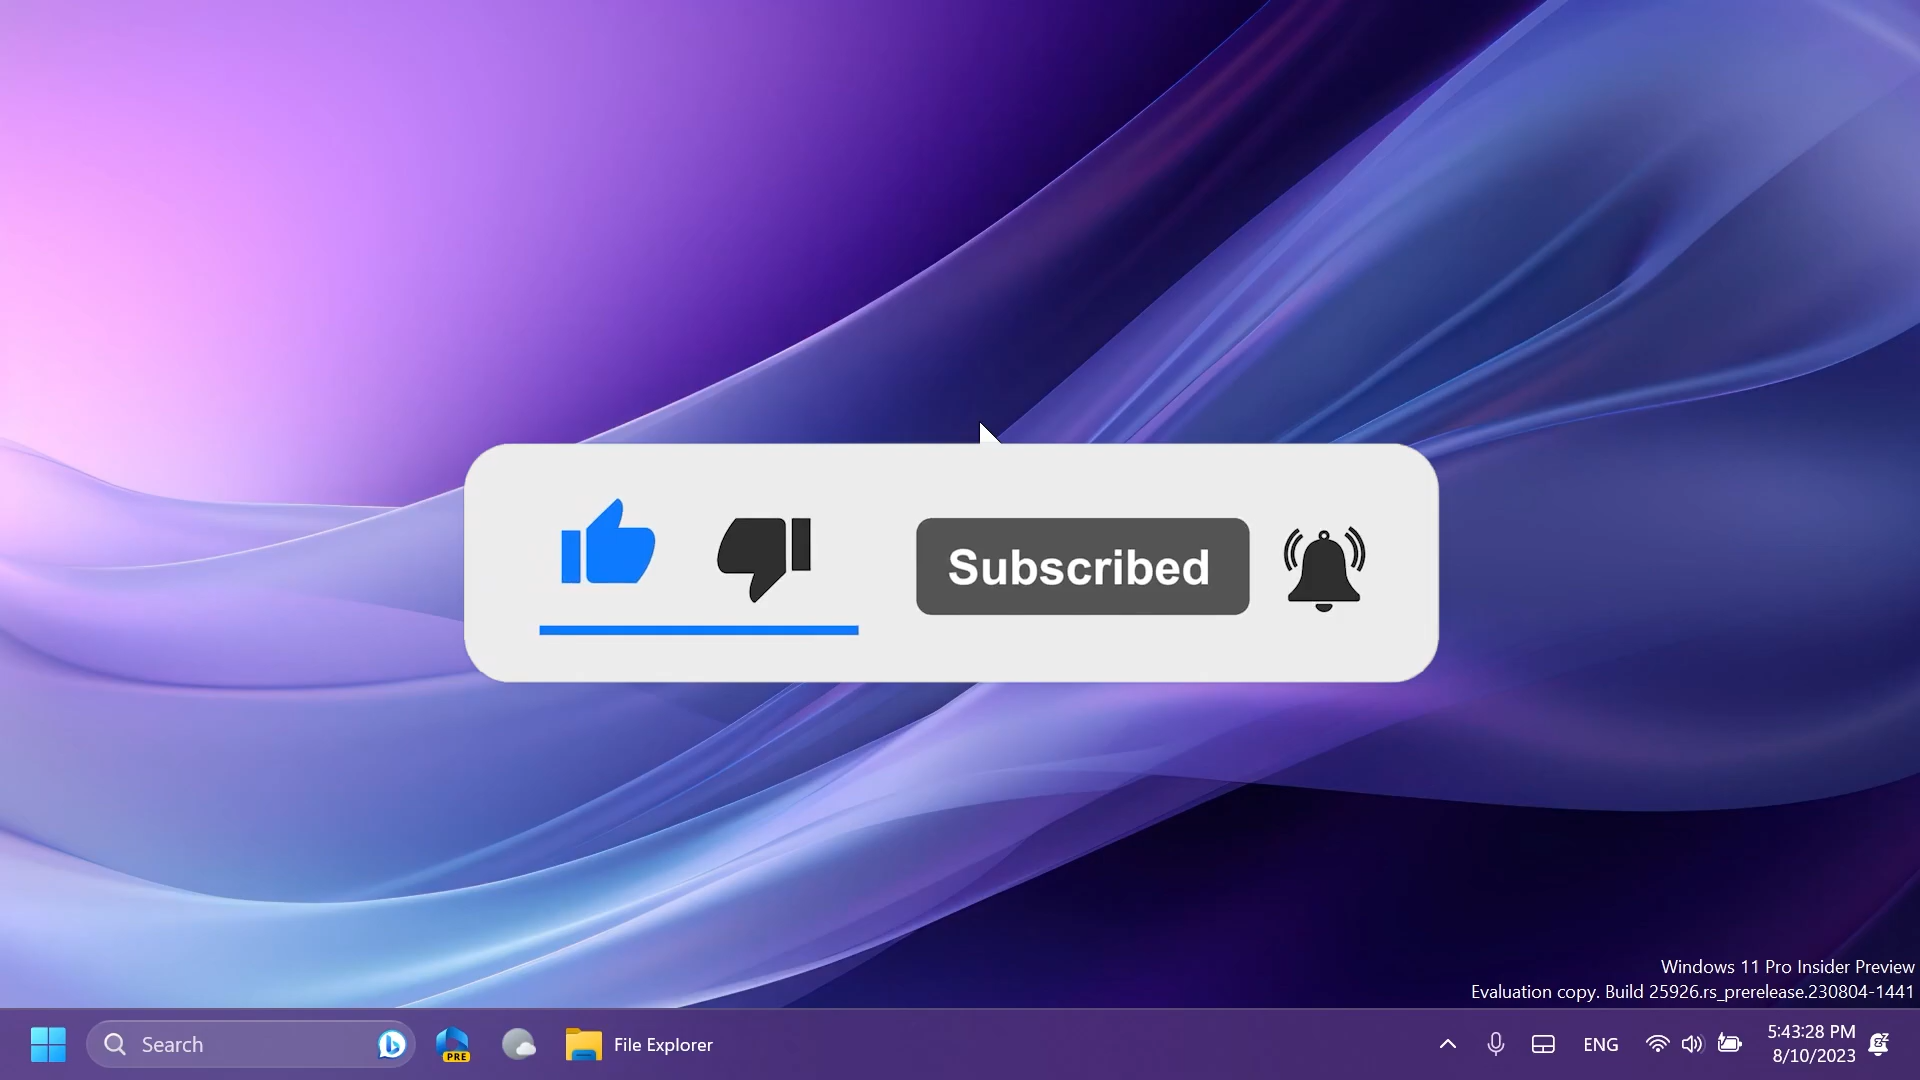 Subscribed
Windows 11 Pro Insider Preview
Evaluation copy. Build 25926.rs_prerelease.230804-1441
Search
PRE
File Explorer
ENG
5:43:28 PM
8/10/2023